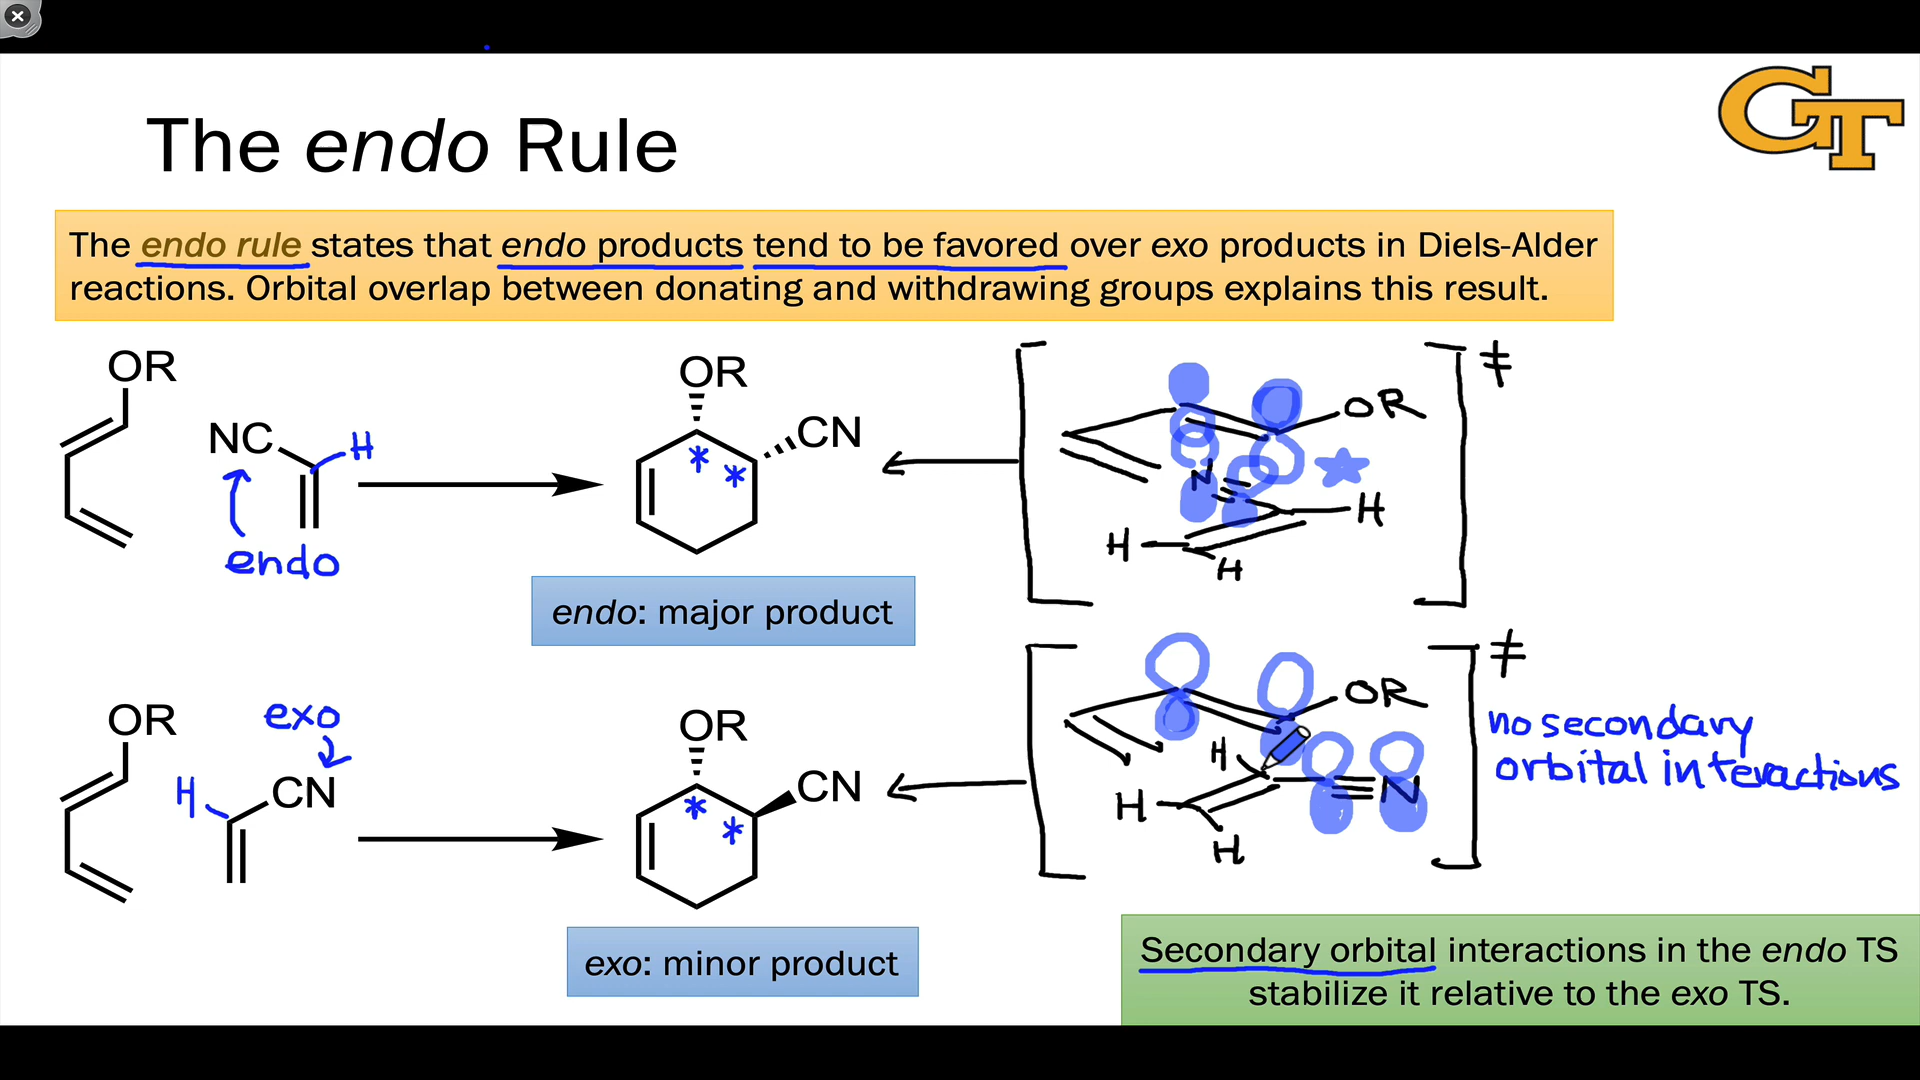 GT
The endo Rule
The endo rule states that endo products tend to be favored over exo products in Diels-Alder
reactions. Orbital overlap between donating and withdrawing groups explains this result.
OR
NC
H
endo
OR
CN
*
*
endo: major product
OR
N
H
H
H
‡
OR
exo
H
CN
OR
CN
*
*
exo: minor product
OR
H
N
H
H
‡
no secondary
orbital interactions
Secondary orbital interactions in the endo TS
stabilize it relative to the exo TS.